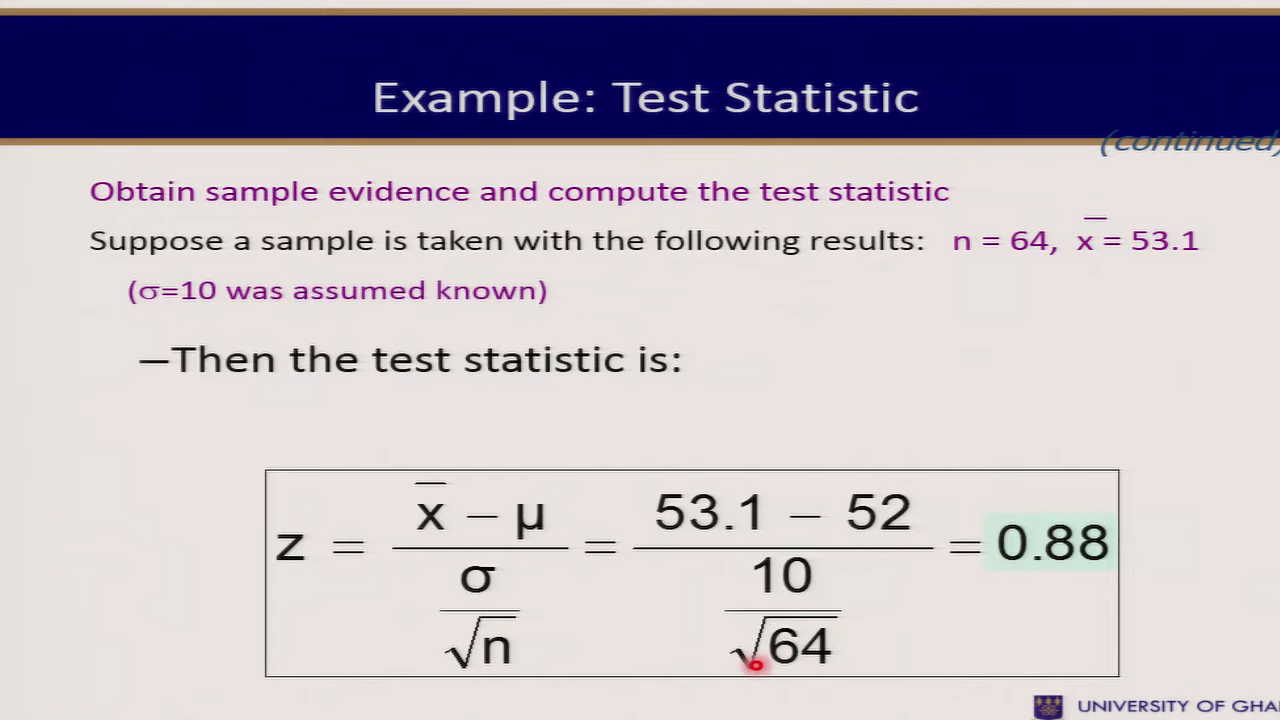 Example: Test Statistic
(continued)
Obtain sample evidence and compute the test statistic
Suppose a sample is taken with the following results: n = 64, x̅ = 53.1
(σ=10 was assumed known)
–Then the test statistic is:
z = (x̅ – μ) / (σ/√n) = (53.1 – 52) / (10/√64) = 0.88
UNIVERSITY OF GHA